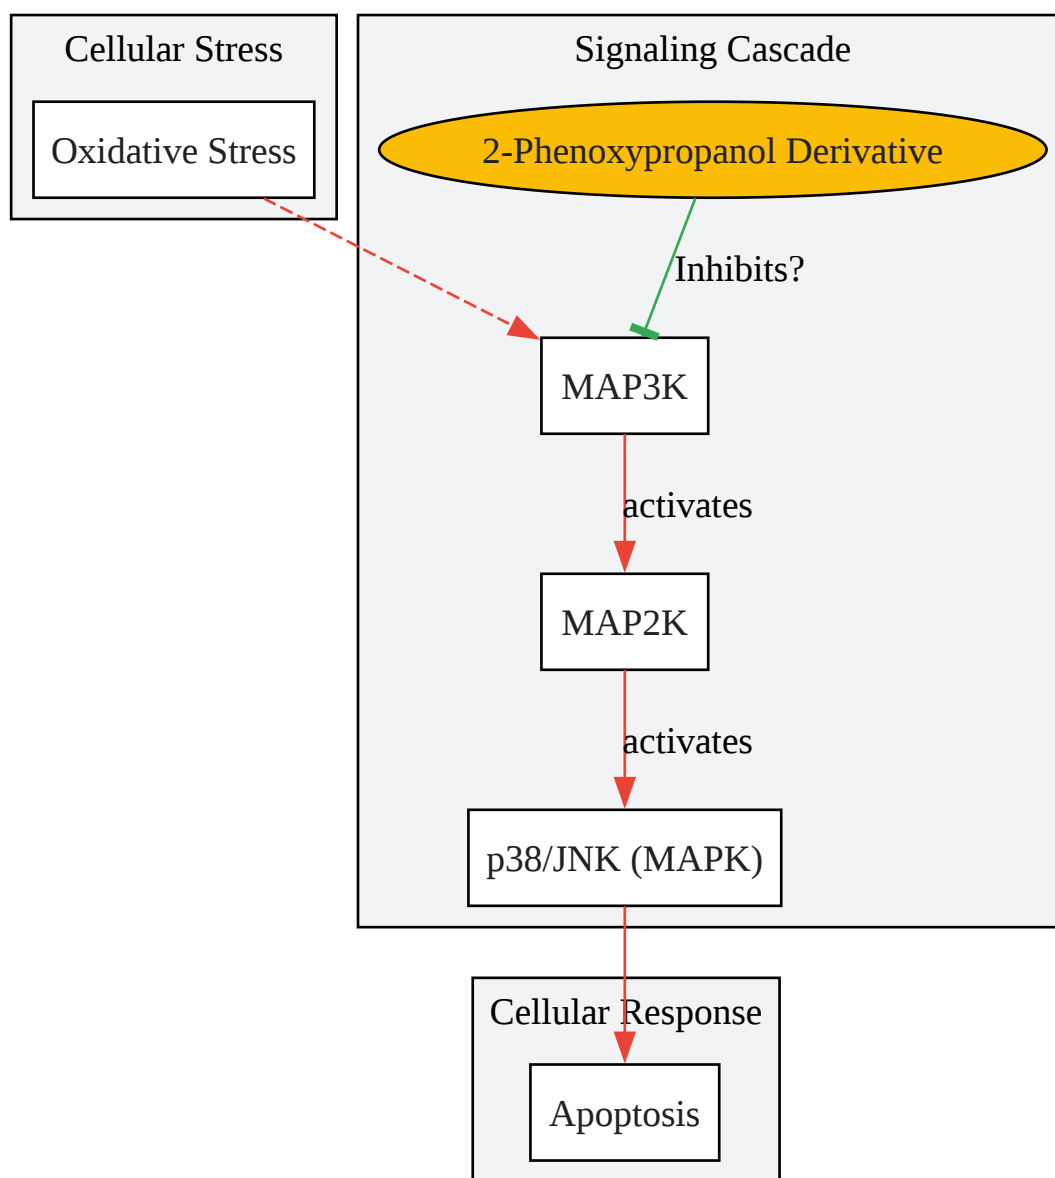 Cellular Stress
Signaling Cascade
Oxidative Stress
2-Phenoxypropanol Derivative
Inhibits?
MAP3K
activates
MAP2K
activates
p38/JNK (MAPK)
Cellular Response
Apoptosis